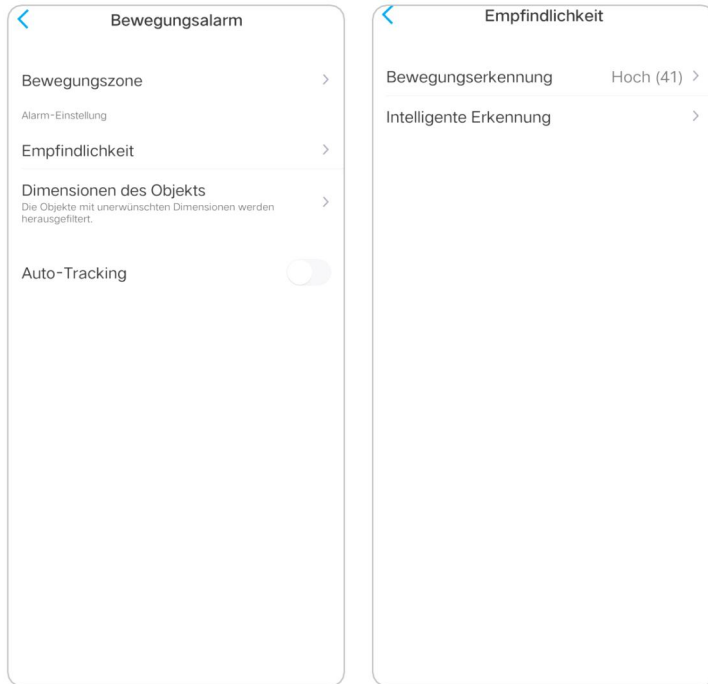 Bewegungsalarm
Bewegungszone
Alarm-Einstellung
Empfindlichkeit
Dimensionen des Objekts
Die Objekte mit unerwünschten Dimensionen werden
herausgefiltert.
Auto-Tracking
Empfindlichkeit
Bewegungserkennung Hoch (41)
Intelligente Erkennung